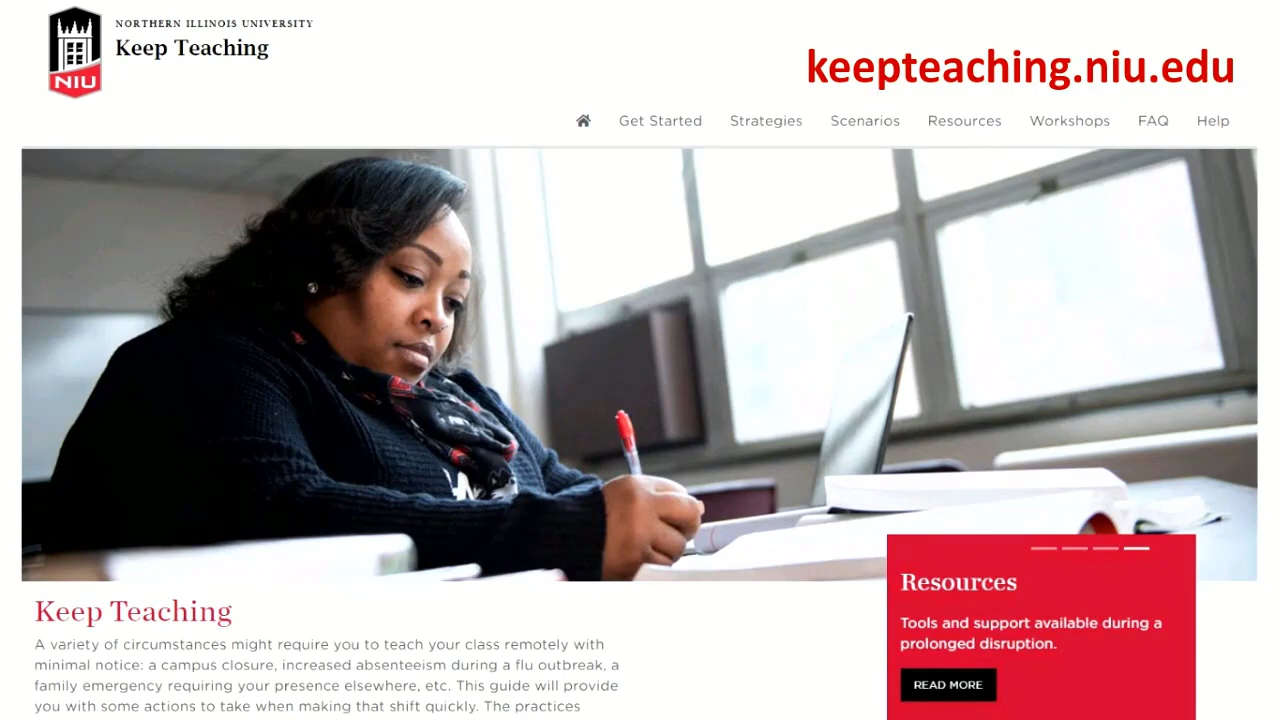 NORTHERN ILLINOIS UNIVERSITY
Keep Teaching
NIU
keepteaching.niu.edu
Get Started Strategies Scenarios Resources Workshops FAQ Help
Keep Teaching
A variety of circumstances might require you to teach your class remotely with
minimal notice: a campus closure, increased absenteeism during a flu outbreak, a
family emergency requiring your presence elsewhere, etc. This guide will provide
you with some actions to take when making that shift quickly. The practices
Resources
Tools and support available during a
prolonged disruption.
READ MORE